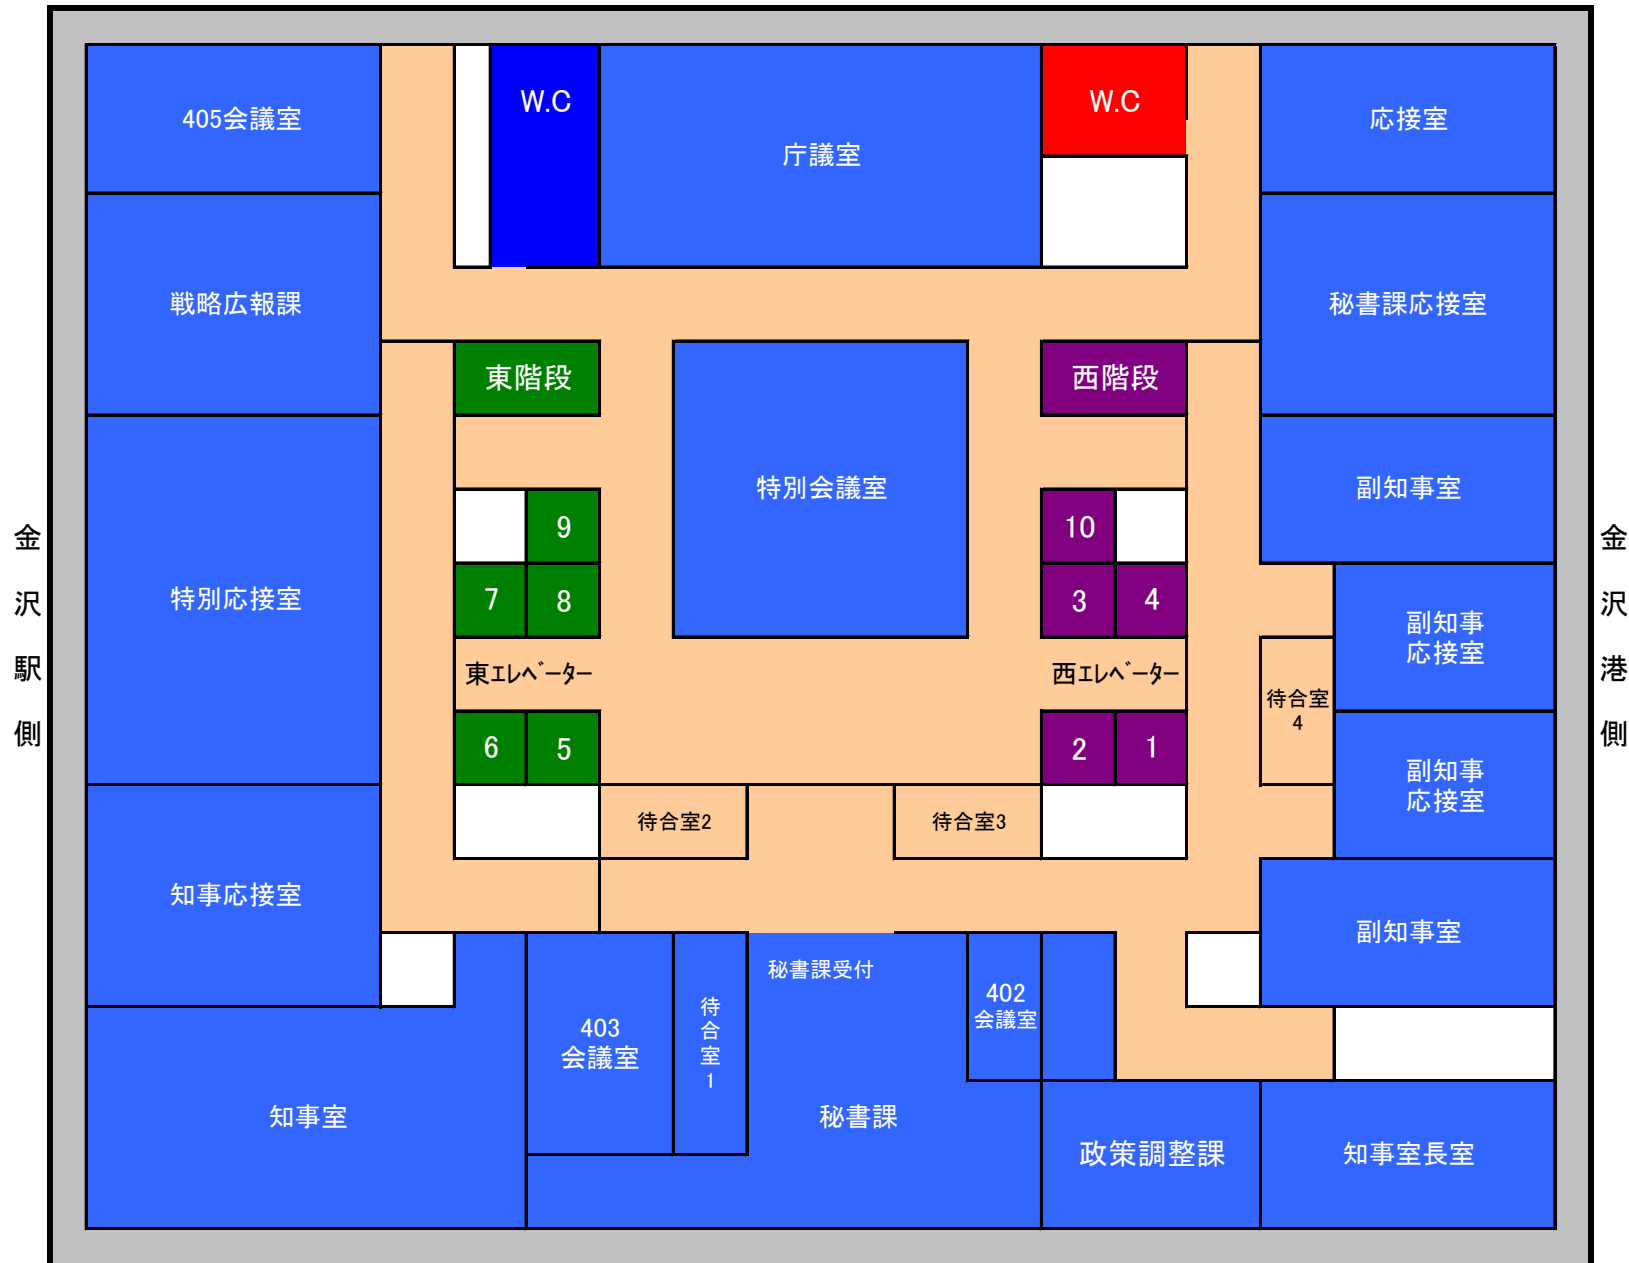 W.C
W.C
405会議室
応接室
庁議室
戦略広報課
秘書課応接室
東階段
西階段
特別会議室
副知事室
9
10
金沢駅側
金沢港側
特別応接室
7
8
3
4
副知事
応接室
東エレベーター
西エレベーター
待合室
4
6
5
2
1
副知事
応接室
待合室2
待合室3
知事応接室
副知事室
秘書課受付
402
会議室
403
会議室
待合室1
知事室
秘書課
政策調整課
知事室長室